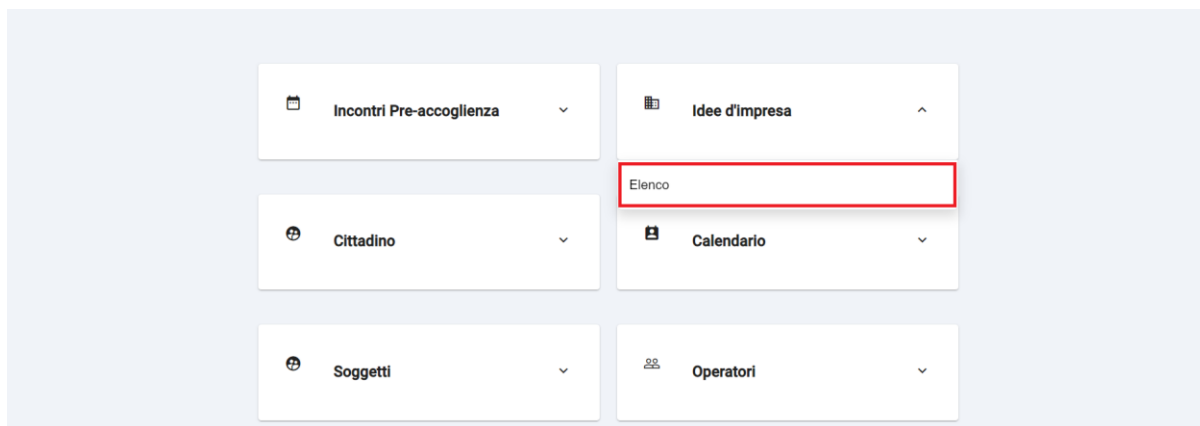 Incontri Pre-accoglienza
Idee d'impresa
Elenco
Cittadino
Calendario
Soggetti
Operatori